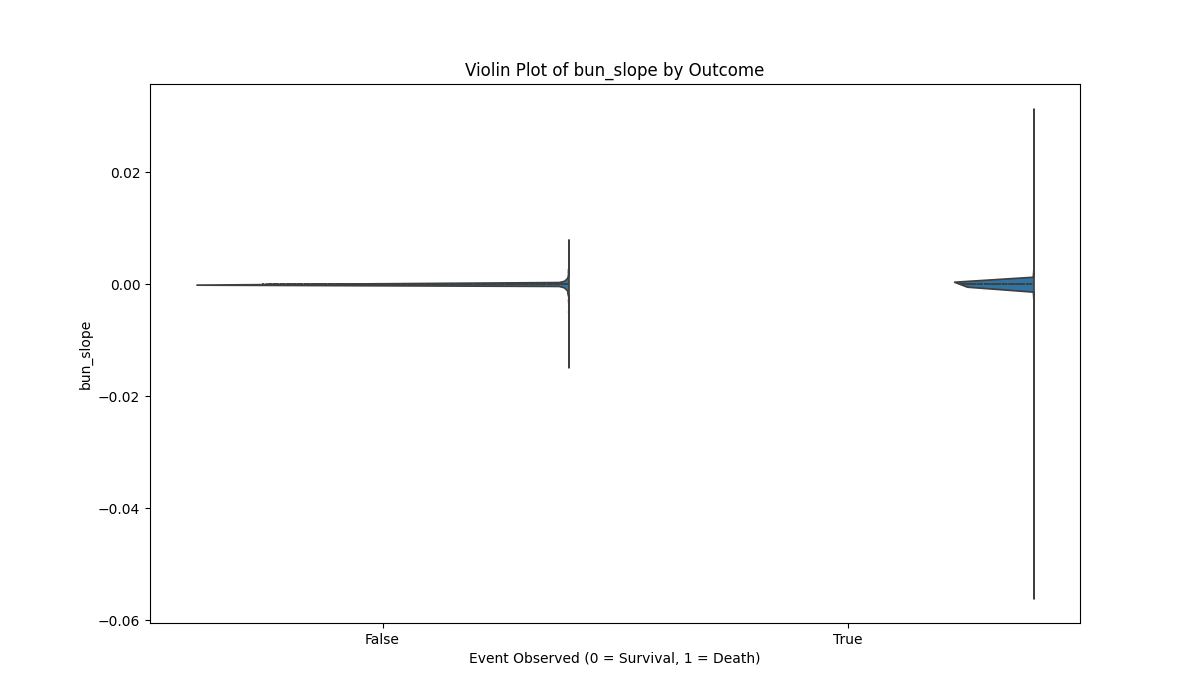 Violin Plot of bun_slope by Outcome
0.02
0.00
−0.02
−0.04
−0.06
bun_slope
False True
Event Observed (0 = Survival, 1 = Death)